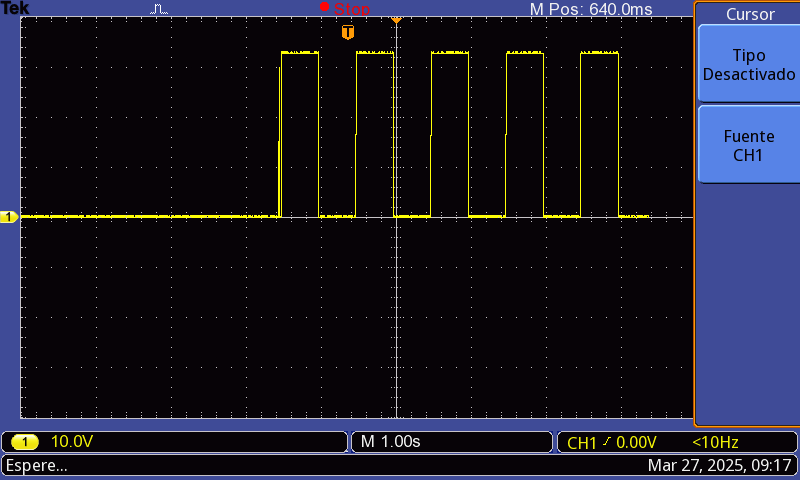 Tek Stop M Pos: 640.0ms Cursor
T
Tipo
Desactivado
Fuente
CH1
1
1 10.0V M 1.00s CH1 0.00V <10Hz
Espere... Mar 27, 2025, 09:17